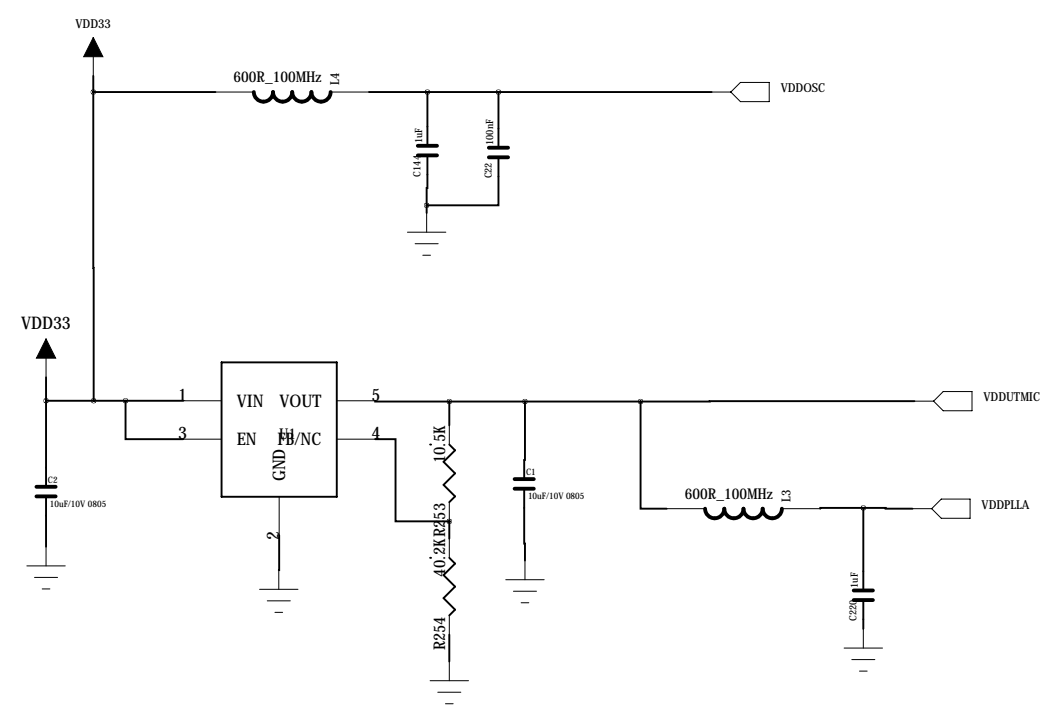 VDD33
600R_100MHz
L4
VDDOSC
1uF
C144
100nF
C22
VDD33
1
VIN
VOUT
5
VDDUTMIC
3
EN
U1
FB/NC
4
GND
2
C2
10uF/10V 0805
10.5K
R253
C1
10uF/10V 0805
600R_100MHz
L3
VDDPLLA
40.2K
R254
1uF
C220